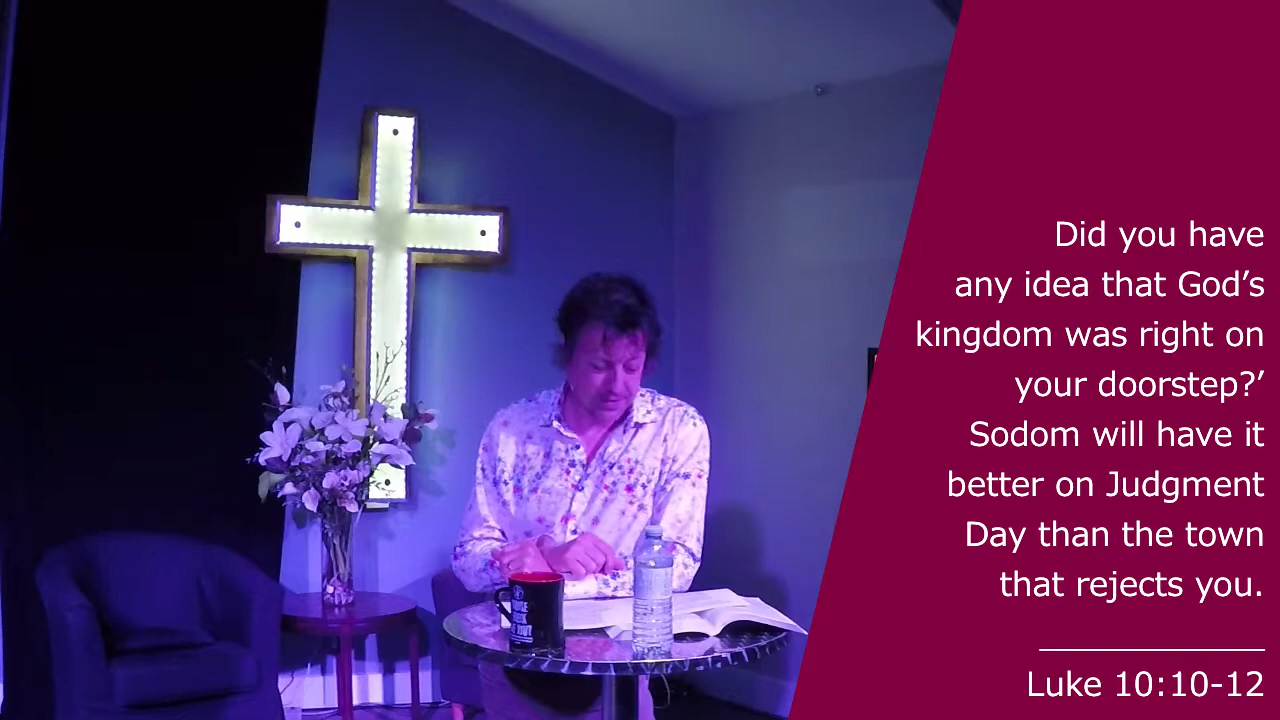 Did you have
any idea that God’s
kingdom was right on
your doorstep?’
Sodom will have it
better on Judgment
Day than the town
that rejects you.
Luke 10:10-12